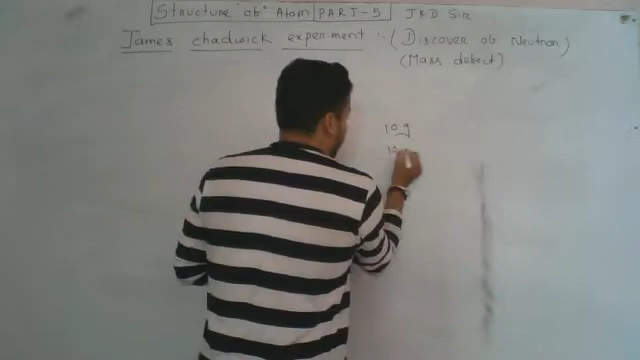 Structure of Atom PART-5 JKD Sir
James chadwick experiment :- (Discover of Neutron)
(Mass defect)
10 g